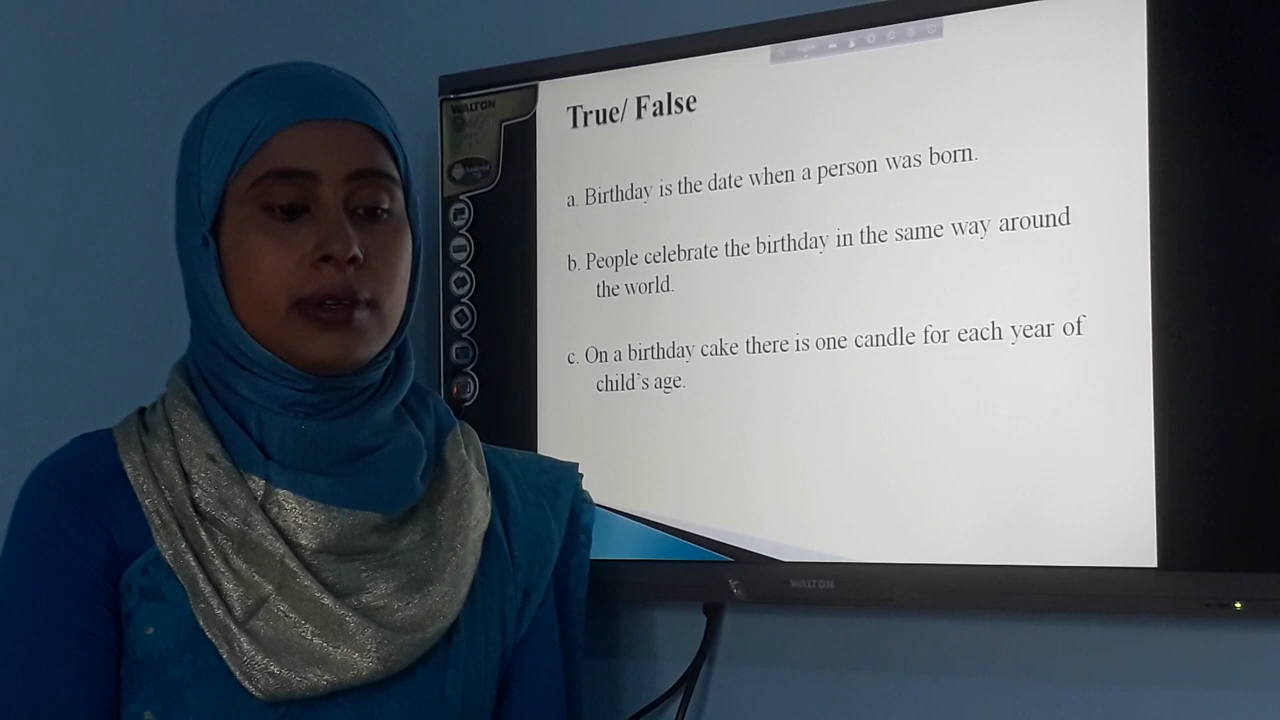 WALTON
True/ False
a. Birthday is the date when a person was born.
b. People celebrate the birthday in the same way around
the world.
c. On a birthday cake there is one candle for each year of
child's age.
WALTON